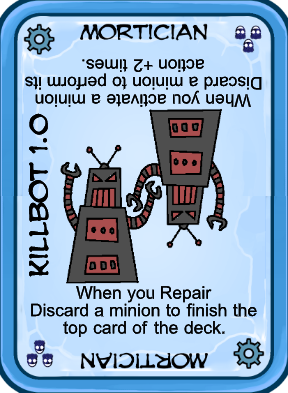 MORTICIAN
When you activate a minion
Discard a minion to perform its
action +2 times.
KILLBOT 1.0
When you Repair
Discard a minion to finish the
top card of the deck.
MORTICIAN